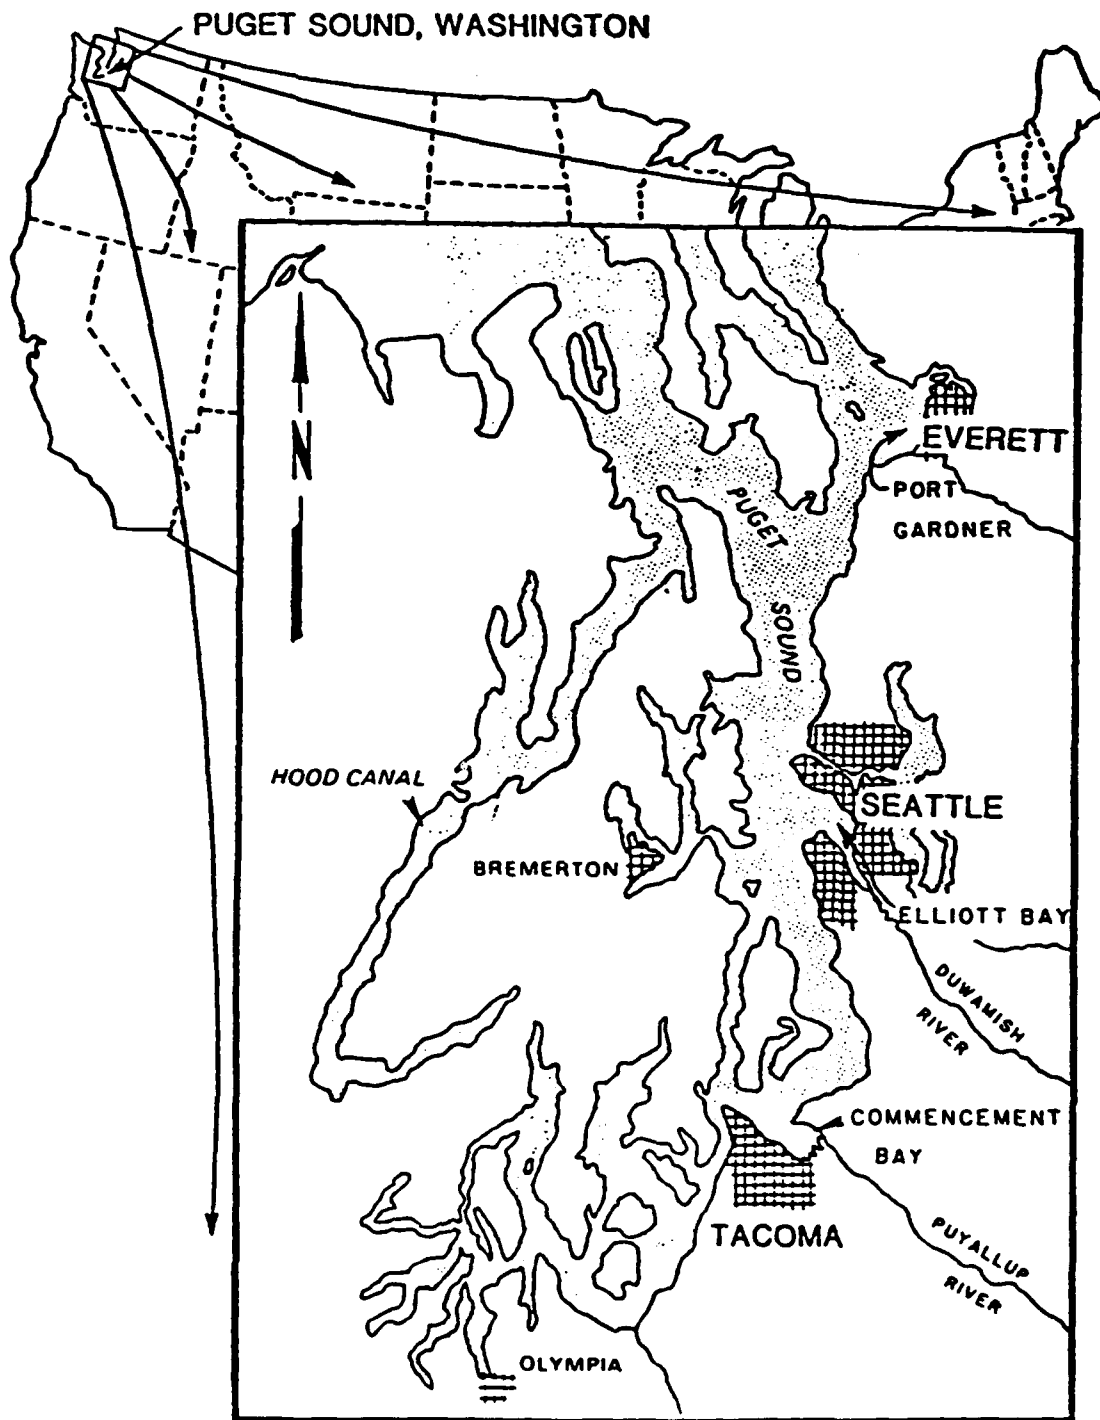 PUGET SOUND, WASHINGTON
N
EVERETT
PORT
GARDNER
PUGET
SOUND
HOOD CANAL
SEATTLE
BREMERTON
ELLIOTT BAY
DUWAMISH
RIVER
COMMENCEMENT
BAY
TACOMA
PUYALLUP
RIVER
OLYMPIA